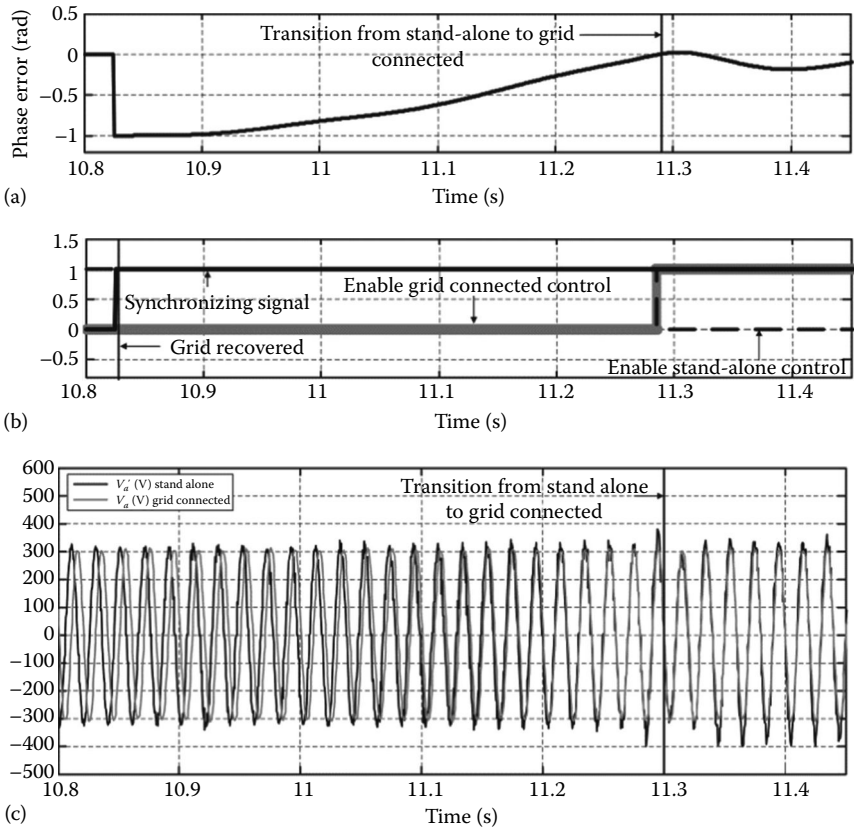 Phase error (rad)
0.5
0
−0.5
−1
Transition from stand-alone to grid
connected
10.8 10.9 11 11.1 11.2 11.3 11.4
Time (s)
(a)
1.5
1
0.5
0
−0.5
Synchronizing signal
Enable grid connected control
Grid recovered
Enable stand-alone control
10.8 10.9 11 11.1 11.2 11.3 11.4
Time (s)
(b)
600
500
400
300
200
100
0
−100
−200
−300
−400
−500
Va' (V) stand alone
Va (V) grid connected
Transition from stand alone
to grid connected
10.8 10.9 11 11.1 11.2 11.3 11.4
Time (s)
(c)